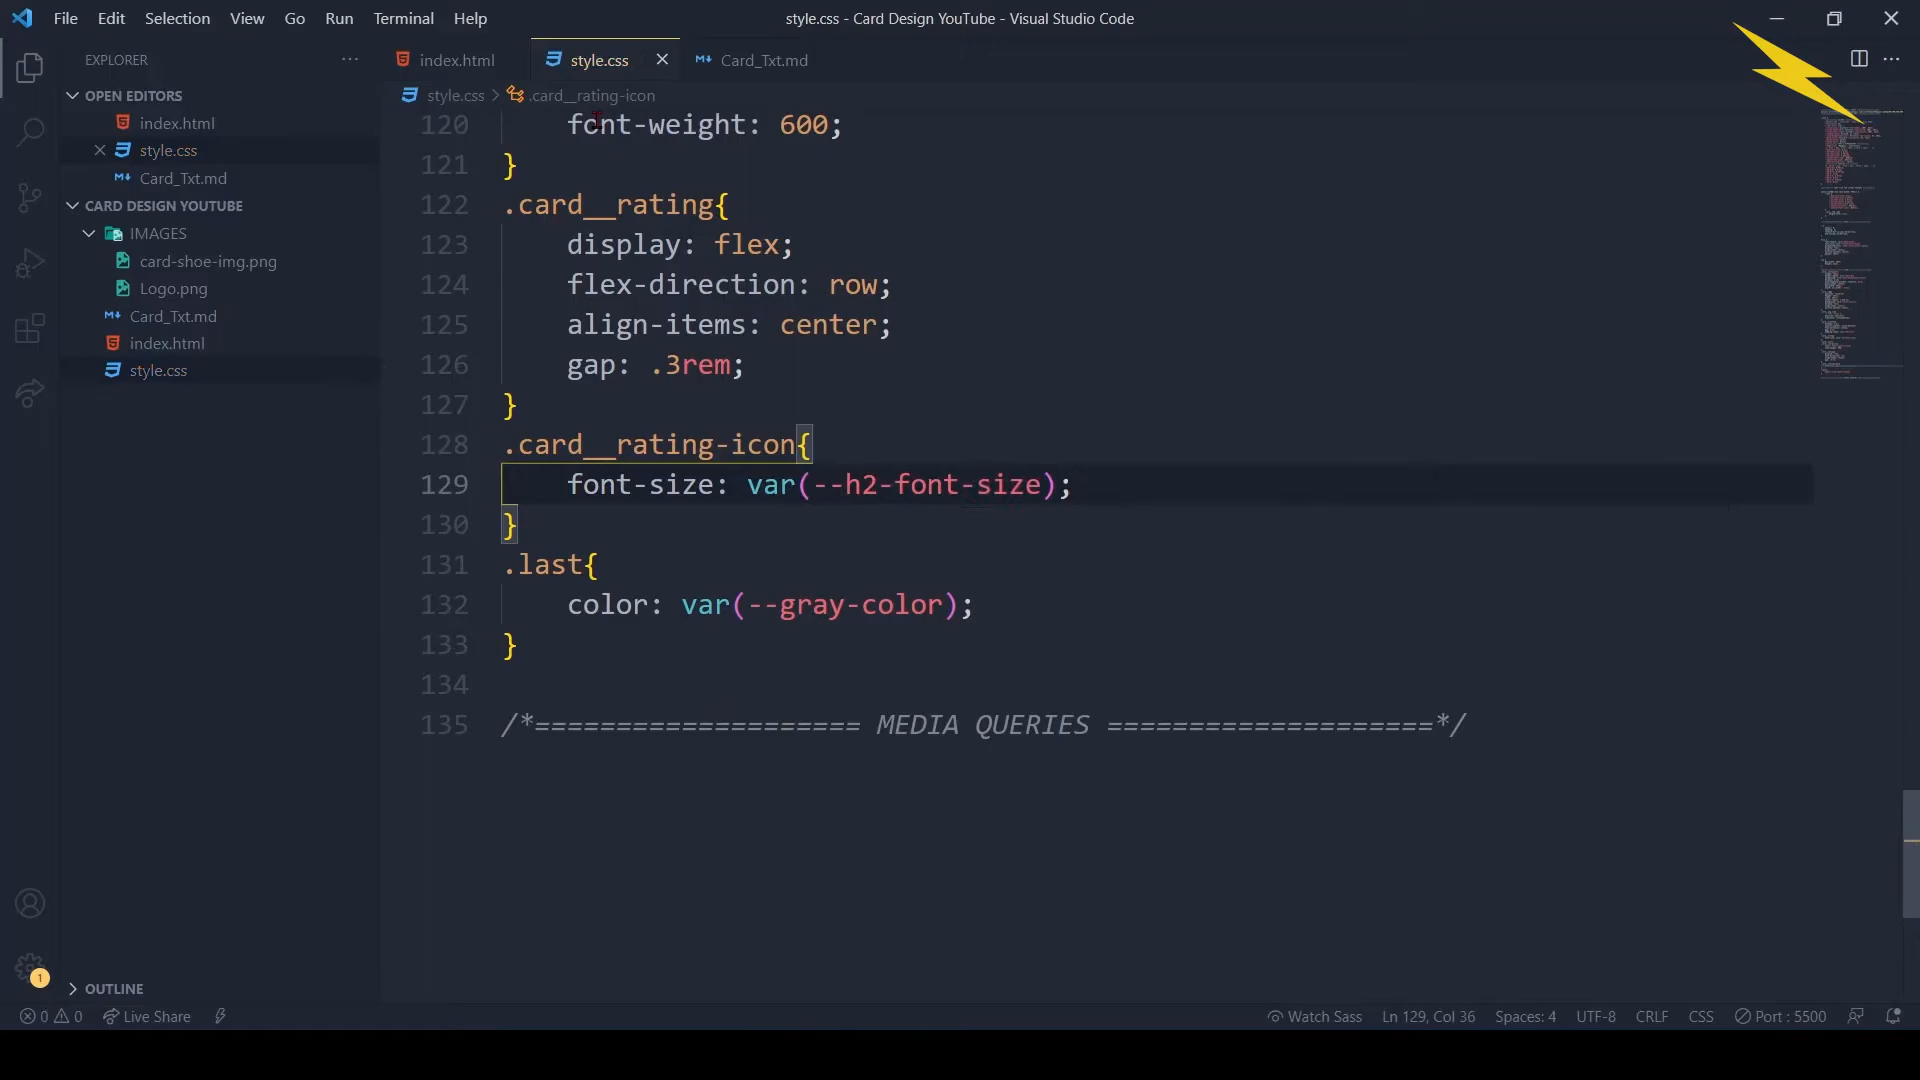 File Edit Selection View Go Run Terminal Help
style.css - Card Design YouTube - Visual Studio Code
EXPLORER
OPEN EDITORS
index.html
style.css
Card_Txt.md
CARD DESIGN YOUTUBE
IMAGES
card-shoe-img.png
Logo.png
Card_Txt.md
index.html
style.css
OUTLINE
index.html style.css Card_Txt.md
style.css > .card__rating-icon
120 font-weight: 600;
121 }
122 .card__rating{
123 display: flex;
124 flex-direction: row;
125 align-items: center;
126 gap: .3rem;
127 }
128 .card__rating-icon{
129 font-size: var(--h2-font-size);
130 }
131 .last{
132 color: var(--gray-color);
133 }
134
135 /*==================== MEDIA QUERIES ====================*/
1
0 0 Live Share Watch Sass Ln 129, Col 36 Spaces: 4 UTF-8 CRLF CSS Port : 5500